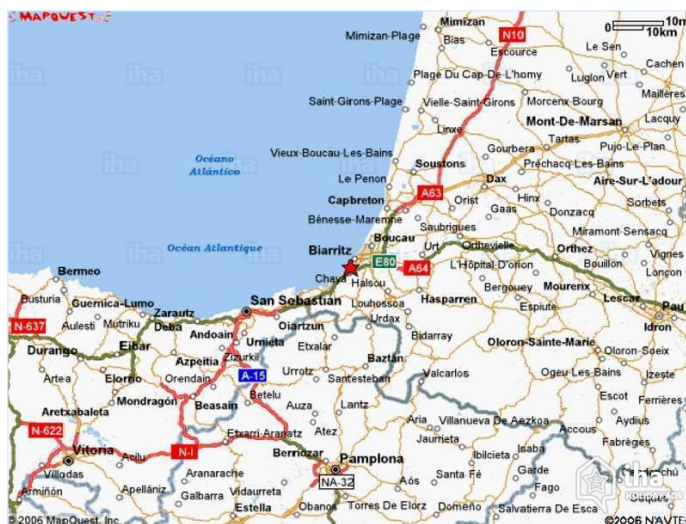 MAPQUEST
10m
10km
Mimizan
N10
Mimizan-Plage
Bias
Escource
Le Sen
Cachen
Luglon
Vert
Plage Du Cap-De-L'homy
Maillères
Saint-Girons-Plage
Vielle-Saint-Girons
Morcenx-Bourg
Lacquy
Linxe
Mont-De-Marsan
Tartas
Pujo-Le-Plan
Océano
Atlántico
Vieux-Boucau-Les-Bains
Gourbera
Soustons
Préchacq-Les-Bains
Le Penon
Dax
Aire-Sur-L'adour
A63
Capbreton
Orist
Hinx
Sorbets
Gaas
Donzacq
Bénesse-Maremne
Saubrigues
Miramont-Sensacq
Océan Atlantique
Boucau
Biarritz
Urt
Orthevielle
Orthez
Vignes
E80
A64
L'Hôpital D'orion
Bouillon
Lonçon
Bermeo
Chaya
Halsou
Bergouey
Mourenx
Busturia
Guernica-Lumo
San Sebastián
Louhossoa
Hasparren
Espiute
Lescar
Pau
Zarautz
N-637
Aulesti
Mutriku
Deba
Oiartzun
Urdax
Idron
Andoain
Urnieta
Etxalar
Bidarray
Oloron-Sainte-Marie
Durango
Eibar
Azpeitia
Zizurkil
Baztán
Oloron-Soeix
Artea
Elorrio
Orendain
A-15
Urrotz
Santesteban
Valcarlos
Ogeu-Les-Bains
Izeste
Mondragón
Betelu
Escot
Ferrières
Aretxabaleta
Beasain
Auza
Lantz
Aria
Villanueva De Aezkoa
Aydius
N-622
Etxarri-Aranatz
Atez
Jaurrieta
Accous
Isaba
Fabrèges
N-I
Berriozar
Ibilcieta
Vitoria
Pamplona
Garde
Villodas
Aranarache
NA-32
Aós
Santa Fé
Fago
Armiñón
Apellániz
Vidaurreta
Galbarra
Torres De Elorz
Domeño
Salvatierra De Esca
Estella
Obanos
©2006 MapQuest, Inc.
©2006 NAVTE
iha